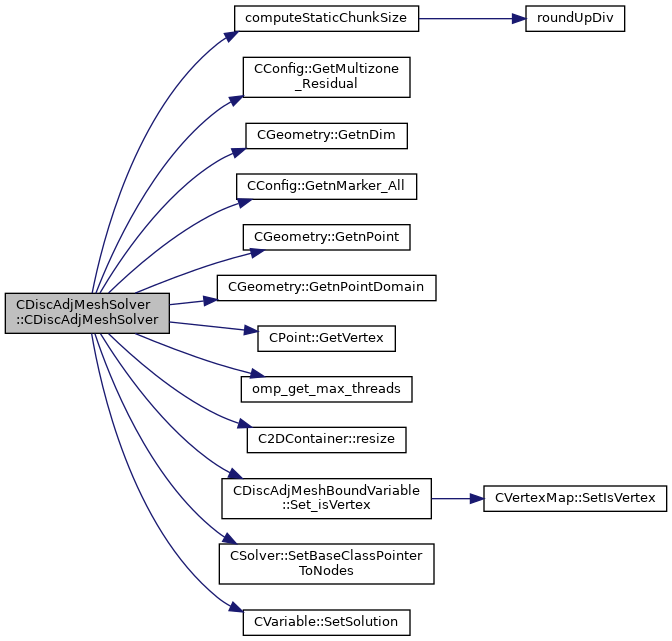 computeStaticChunkSize
roundUpDiv
CConfig::GetMultizone
_Residual
CGeometry::GetnDim
CConfig::GetnMarker_All
CGeometry::GetnPoint
CGeometry::GetnPointDomain
CDiscAdjMeshSolver
::CDiscAdjMeshSolver
CPoint::GetVertex
omp_get_max_threads
C2DContainer::resize
CDiscAdjMeshBoundVariable
::Set_isVertex
CVertexMap::SetIsVertex
CSolver::SetBaseClassPointer
ToNodes
CVariable::SetSolution